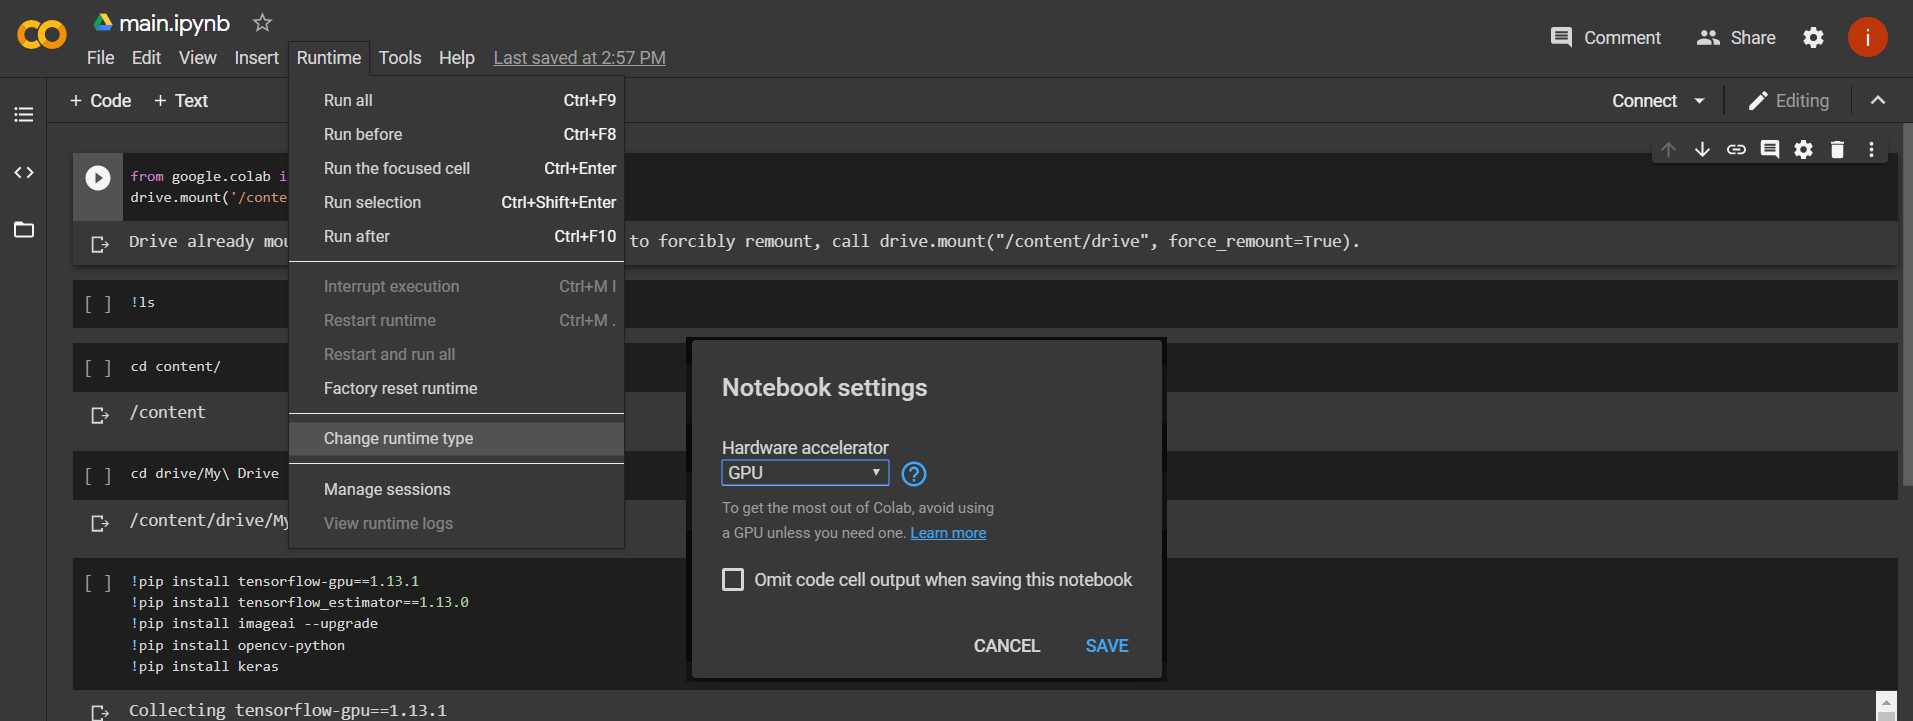 main.ipynb
File Edit View Insert Runtime Tools Help Last saved at 2:57 PM
Comment Share i
+ Code + Text
Connect Editing
Run all Ctrl+F9
Run before Ctrl+F8
Run the focused cell Ctrl+Enter
Run selection Ctrl+Shift+Enter
Run after Ctrl+F10
Interrupt execution Ctrl+M I
Restart runtime Ctrl+M .
Restart and run all
Factory reset runtime
Change runtime type
Manage sessions
View runtime logs
from google.colab i
drive.mount('/conte
Drive already mou to forcibly remount, call drive.mount("/content/drive", force_remount=True).
[ ] !ls
[ ] cd content/
/content
[ ] cd drive/My\ Drive
/content/drive/My
[ ] !pip install tensorflow-gpu==1.13.1
!pip install tensorflow_estimator==1.13.0
!pip install imageai --upgrade
!pip install opencv-python
!pip install keras
Collecting tensorflow-gpu==1.13.1
Notebook settings
Hardware accelerator
GPU ?
To get the most out of Colab, avoid using
a GPU unless you need one. Learn more
Omit code cell output when saving this notebook
CANCEL SAVE